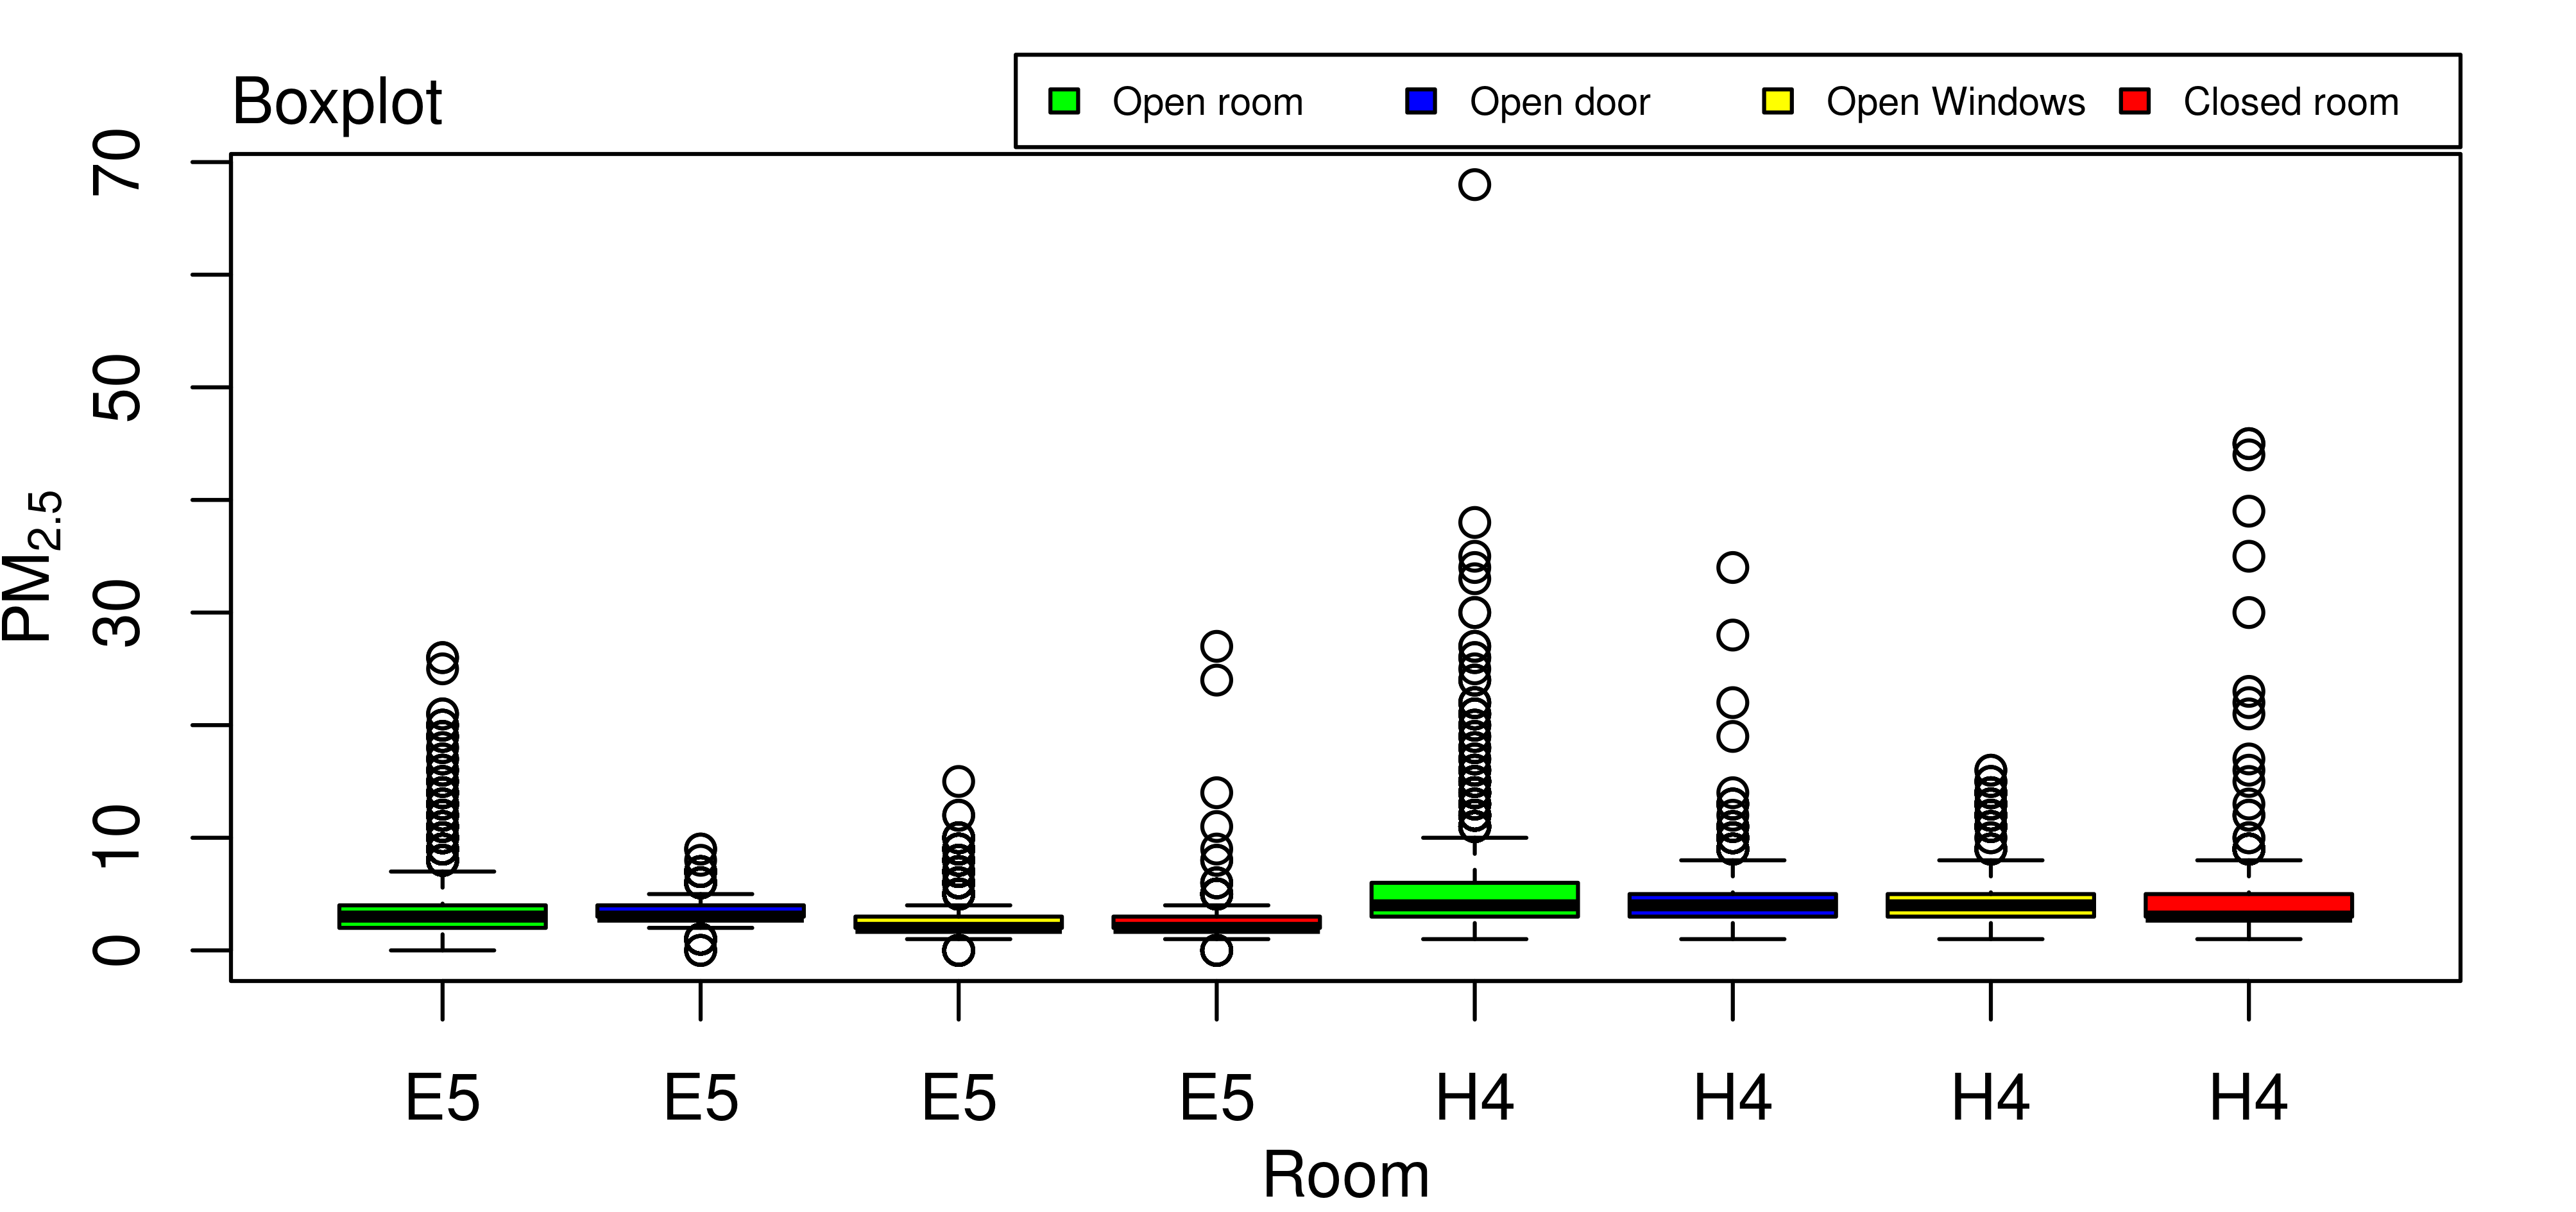 Boxplot
Open room Open door Open Windows Closed room
70
50
30
10
0
PM2.5
E5 E5 E5 E5 H4 H4 H4 H4
Room